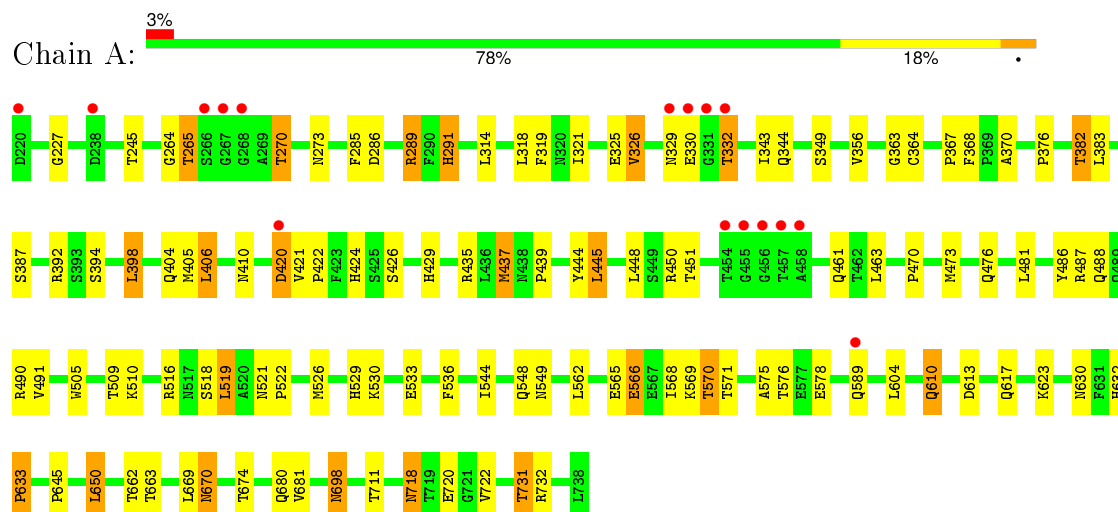 3%
Chain A:
78% 18% •
D220 G227 D238 T245 G264 T265 S266 G267 G268 A269 T270 N273 F285 D286 R289 F290 H291 L314 L318 F319 N320 I321 E325 V326 N329 E330 G331 T332 I343 Q344 S349 V356 G363 C364 P367 F368 P369 A370 P376 T382 L383
S387 R392 S393 S394 L398 Q404 M405 L406 N410 D420 V421 P422 F423 H424 S425 S426 H429 R435 L436 M437 N438 P439 Y444 L445 L448 S449 R450 T451 T454 G455 G456 T457 A458 Q461 T462 L463 P470 M473 Q476 L481 Y486 R487 Q488
R490 V491 W505 T509 K510 R516 N517 S518 L519 A520 N521 P522 M526 H529 K530 E533 F536 I544 Q548 N549 L562 E565 E566 E567 I568 K569 T570 T571 A575 T576 E577 E578 Q589 L604 Q610 D613 Q617 K623 N630 F631
P633 P645 L650 T662 T663 L669 N670 T674 Q680 V681 N698 T711 N718 T719 E720 G721 V722 T731 R732 L738